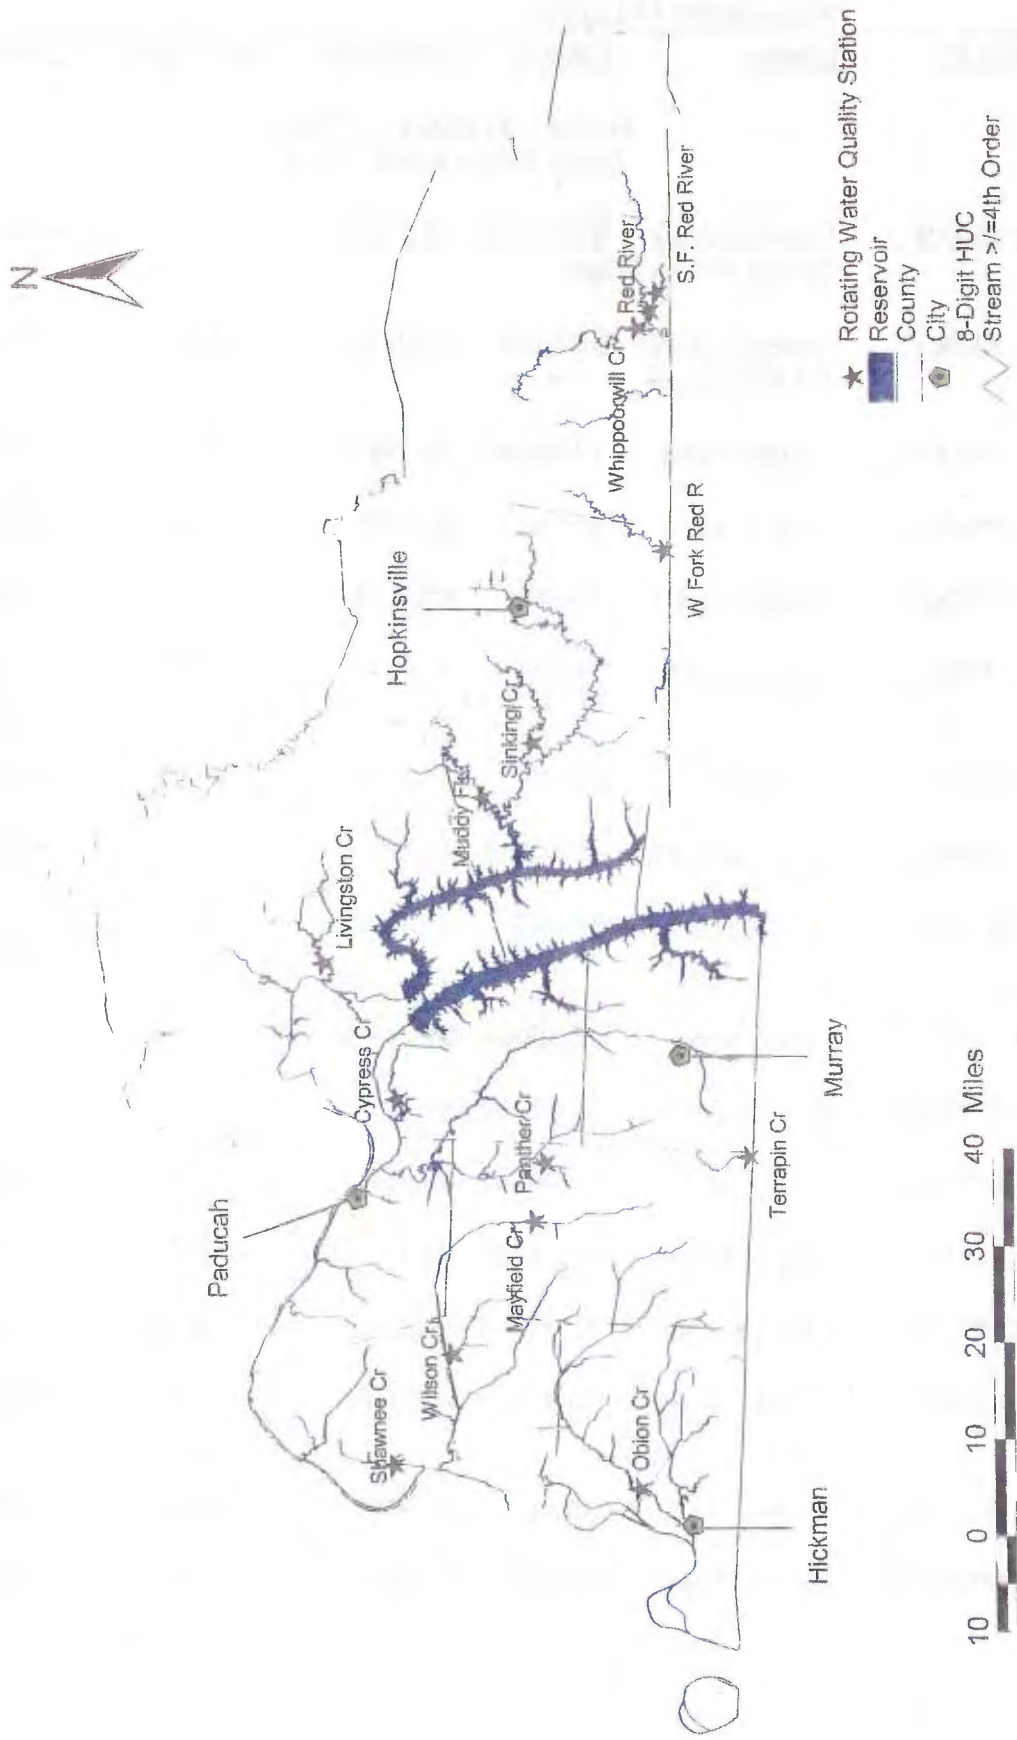 N
Paducah
Hopkinsville
Livingston Cr
Cypress Cr
Muddy Fk
Sinking Cr
Whippoorwill Cr
Red River
S.F. Red River
W Fork Red R
Shawnee Cr
Wilson Cr
Mayfield Cr
Panther Cr
Obion Cr
Terrapin Cr
Hickman
Murray
10 0 10 20 30 40 Miles
Rotating Water Quality Station
Reservoir
County
City
8-Digit HUC
Stream >/=4th Order